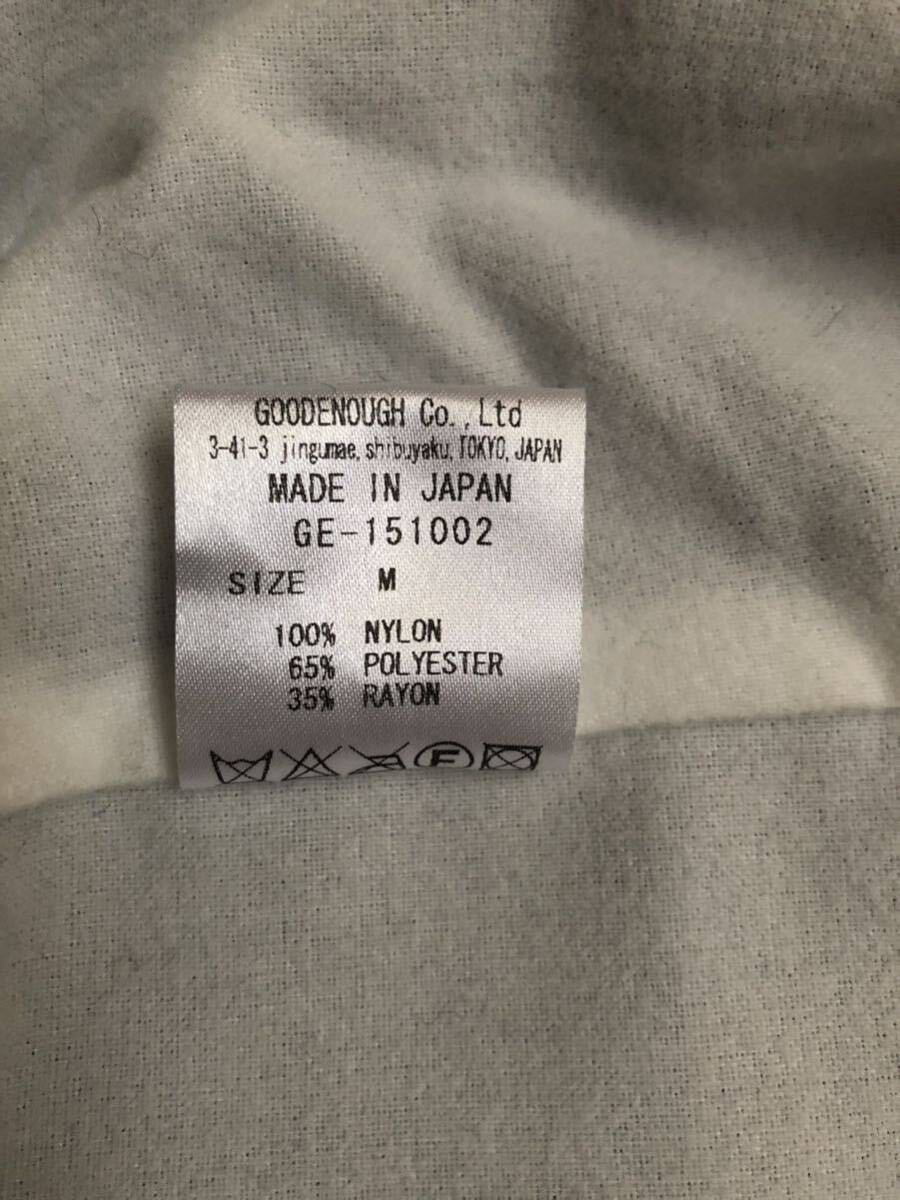 GOODENOUGH Co.,Ltd
3-41-3 jingumae, shibuyaku, TOKYO, JAPAN
MADE IN JAPAN
GE-151002
SIZE M
100% NYLON
65% POLYESTER
35% RAYON
F